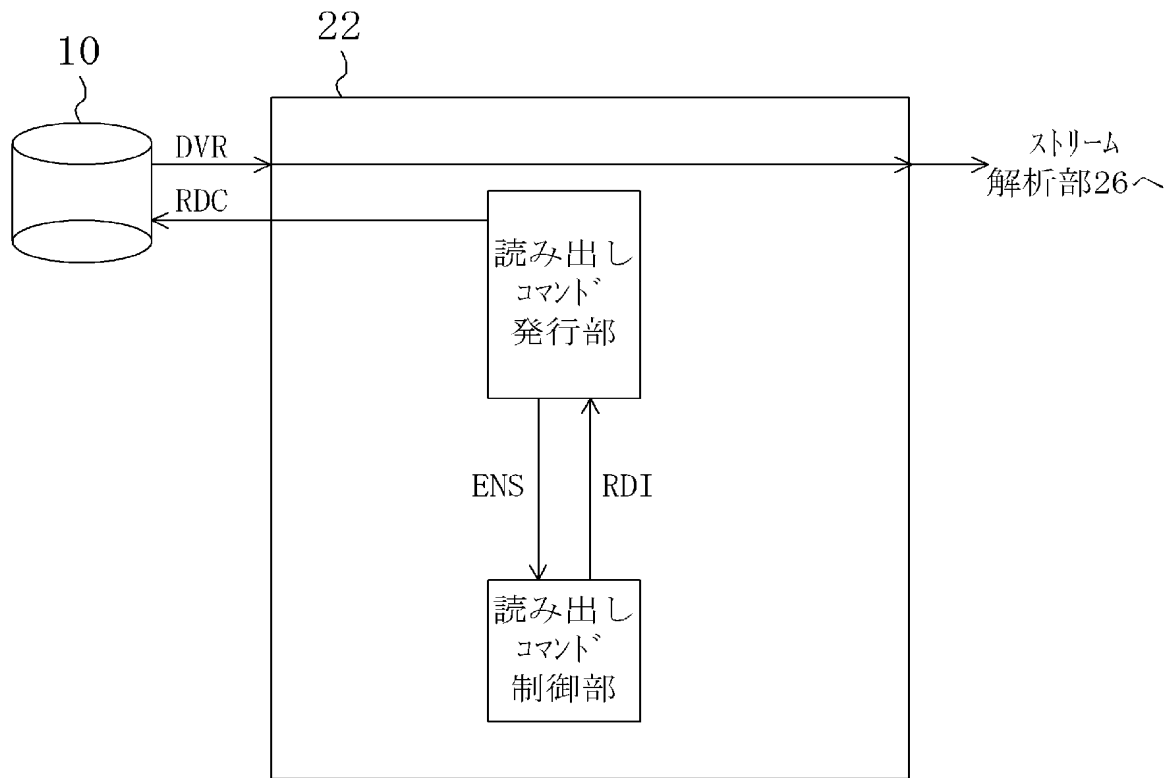 22
10
DVR
ストリーム
解析部26へ
RDC
読み出し
コマンド
発行部
ENS
RDI
読み出し
コマンド
制御部